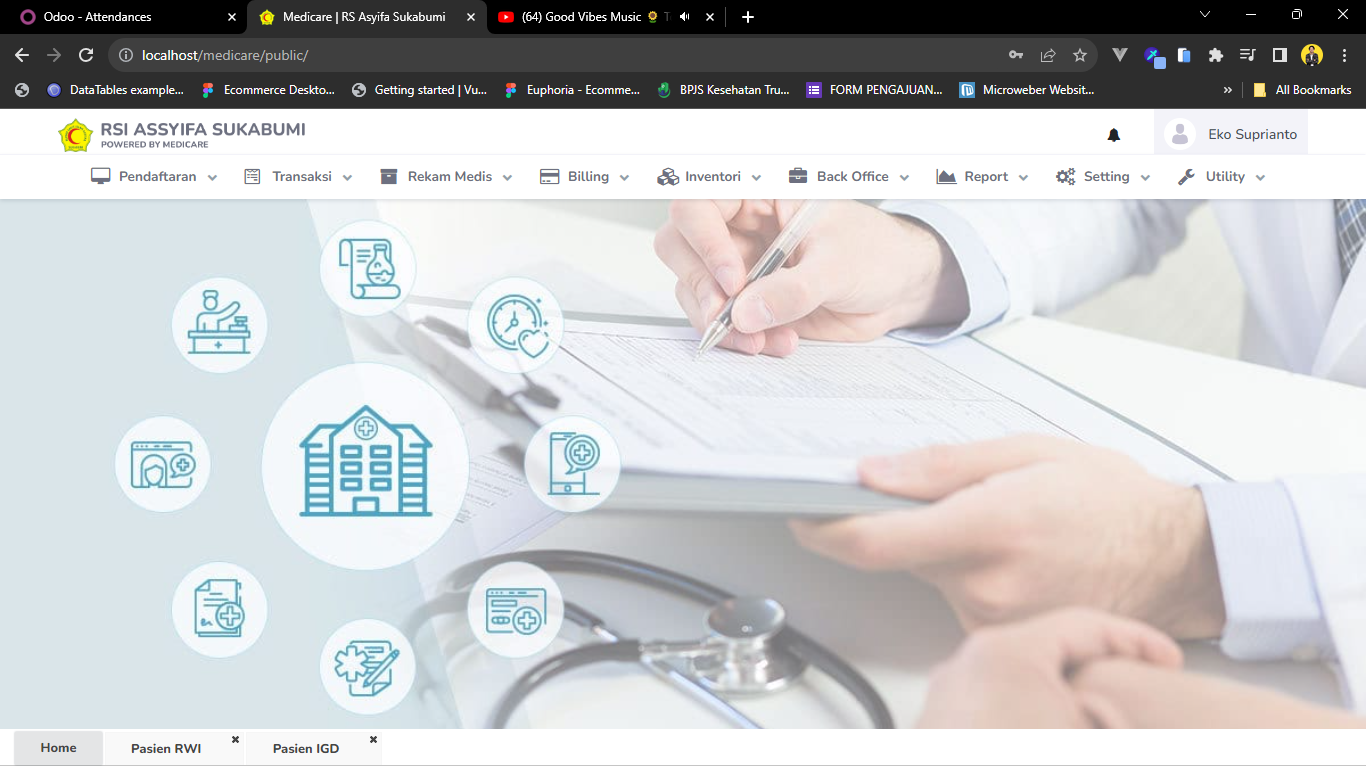 Odoo - Attendances
Medicare | RS Asyifa Sukabumi
(64) Good Vibes Music 🌻
localhost/medicare/public/
DataTables example...
Ecommerce Deskto...
Getting started | Vu...
Euphoria - Ecomme...
BPJS Kesehatan Tru...
FORM PENGAJUAN...
Microweber Websit...
»
All Bookmarks
RSI ASSYIFA SUKABUMI
POWERED BY MEDICARE
Eko Suprianto
Pendaftaran
Transaksi
Rekam Medis
Billing
Inventori
Back Office
Report
Setting
Utility
Home
Pasien RWI
Pasien IGD